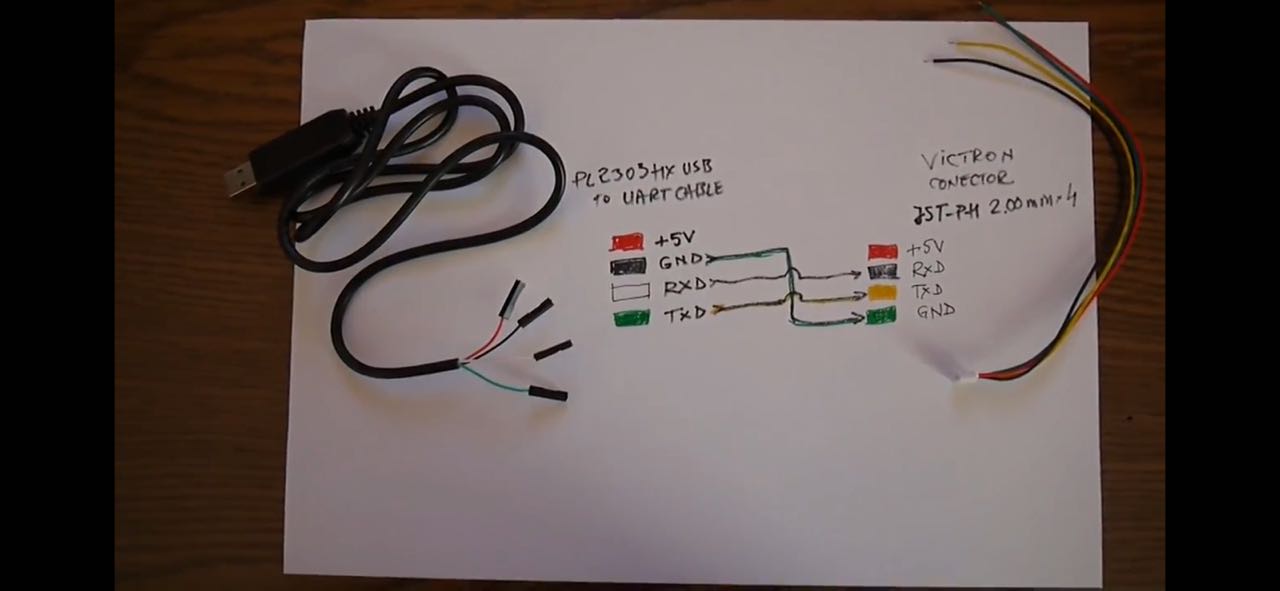 PL2303HX USB
TO UART CABLE
+5V
GND
RXD
TXD
VICTRON
CONECTOR
JST-PH 2.00mm×4
+5V
RXD
TXD
GND